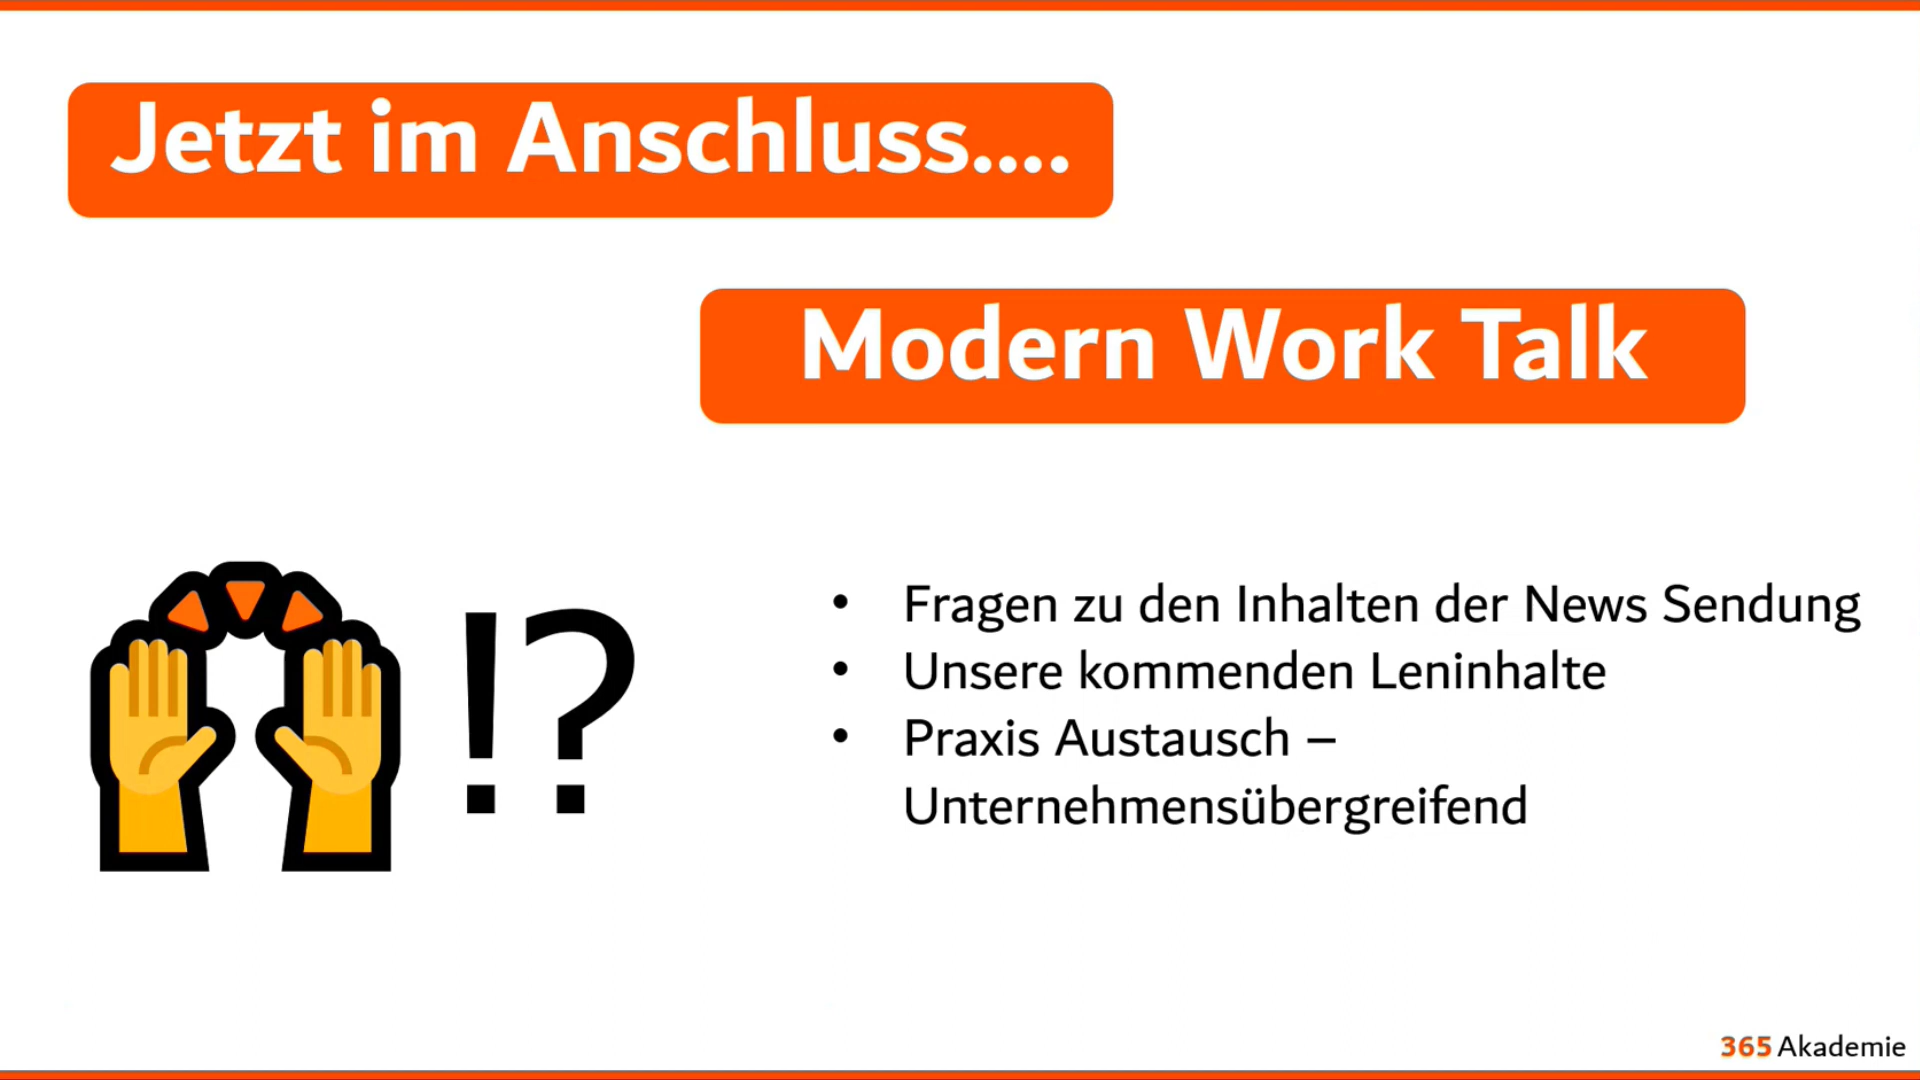 Jetzt im Anschluss....
Modern Work Talk
!?
• Fragen zu den Inhalten der News Sendung
• Unsere kommenden Leninhalte
• Praxis Austausch –
Unternehmensübergreifend
365 Akademie